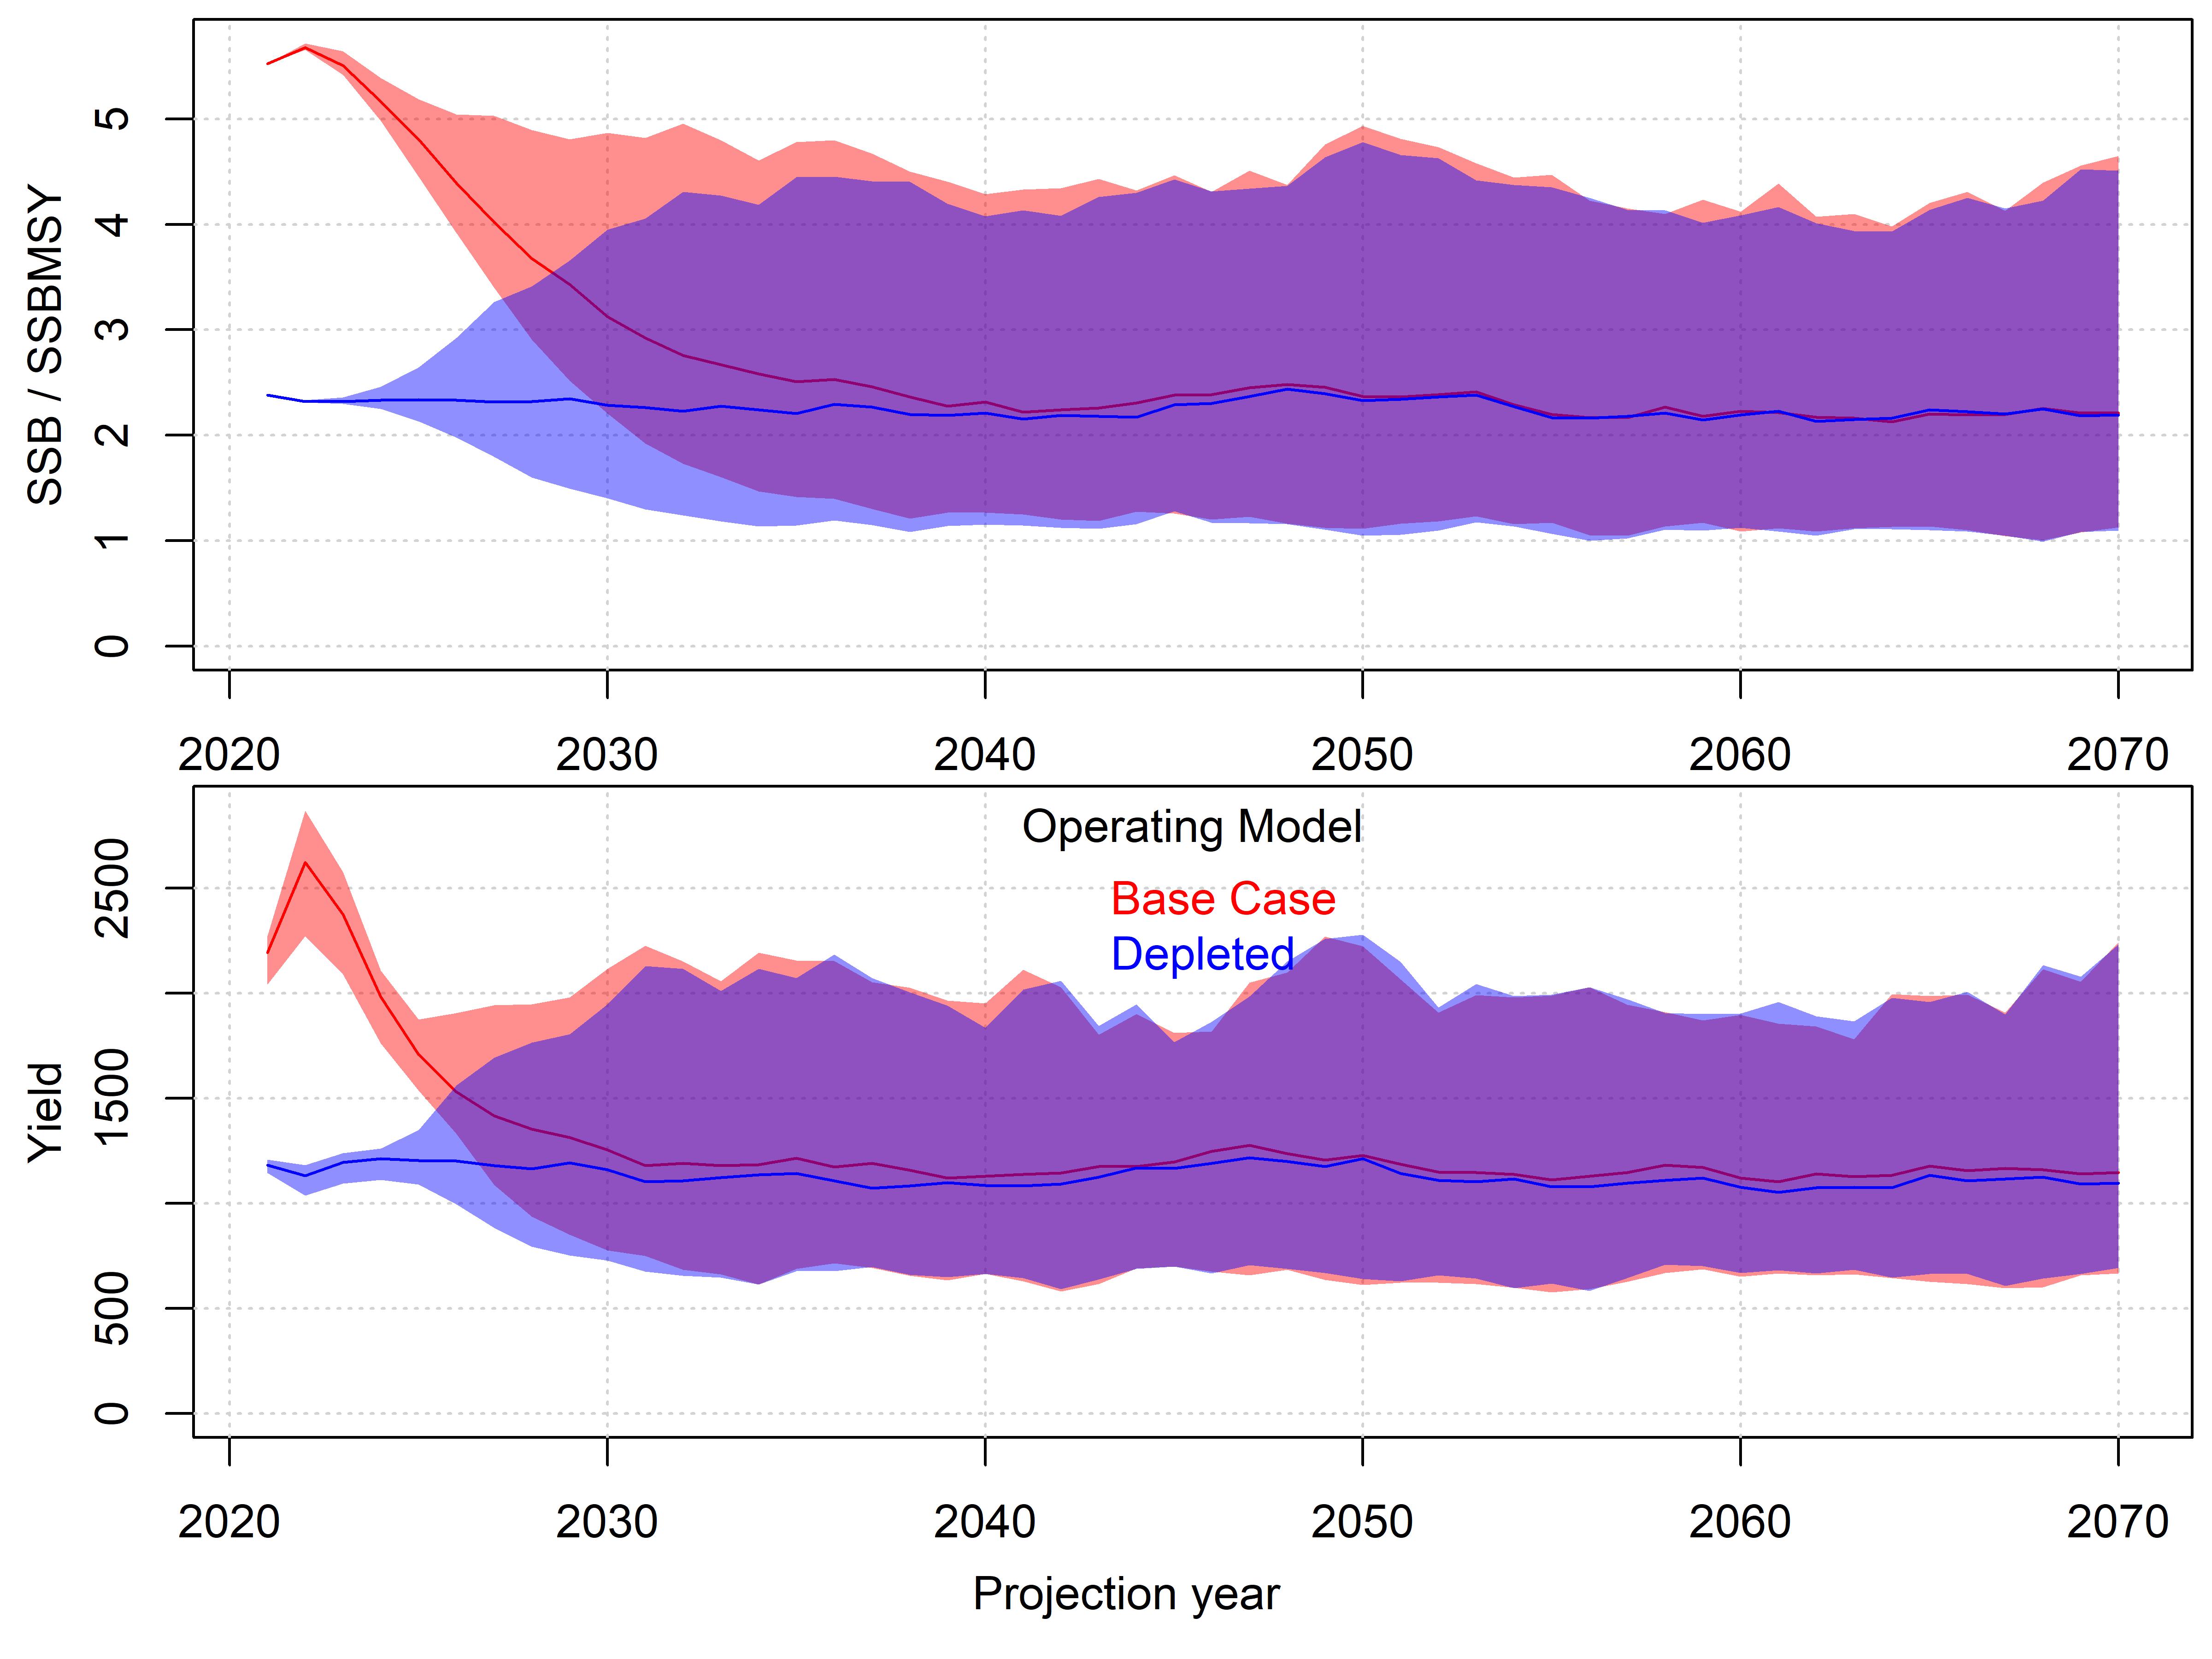 SSB / SSBMSY
5
4
3
2
1
0
2020 2030 2040 2050 2060 2070
Operating Model
Base Case
Depleted
Yield
2500
1500
500
0
2020 2030 2040 2050 2060 2070
Projection year